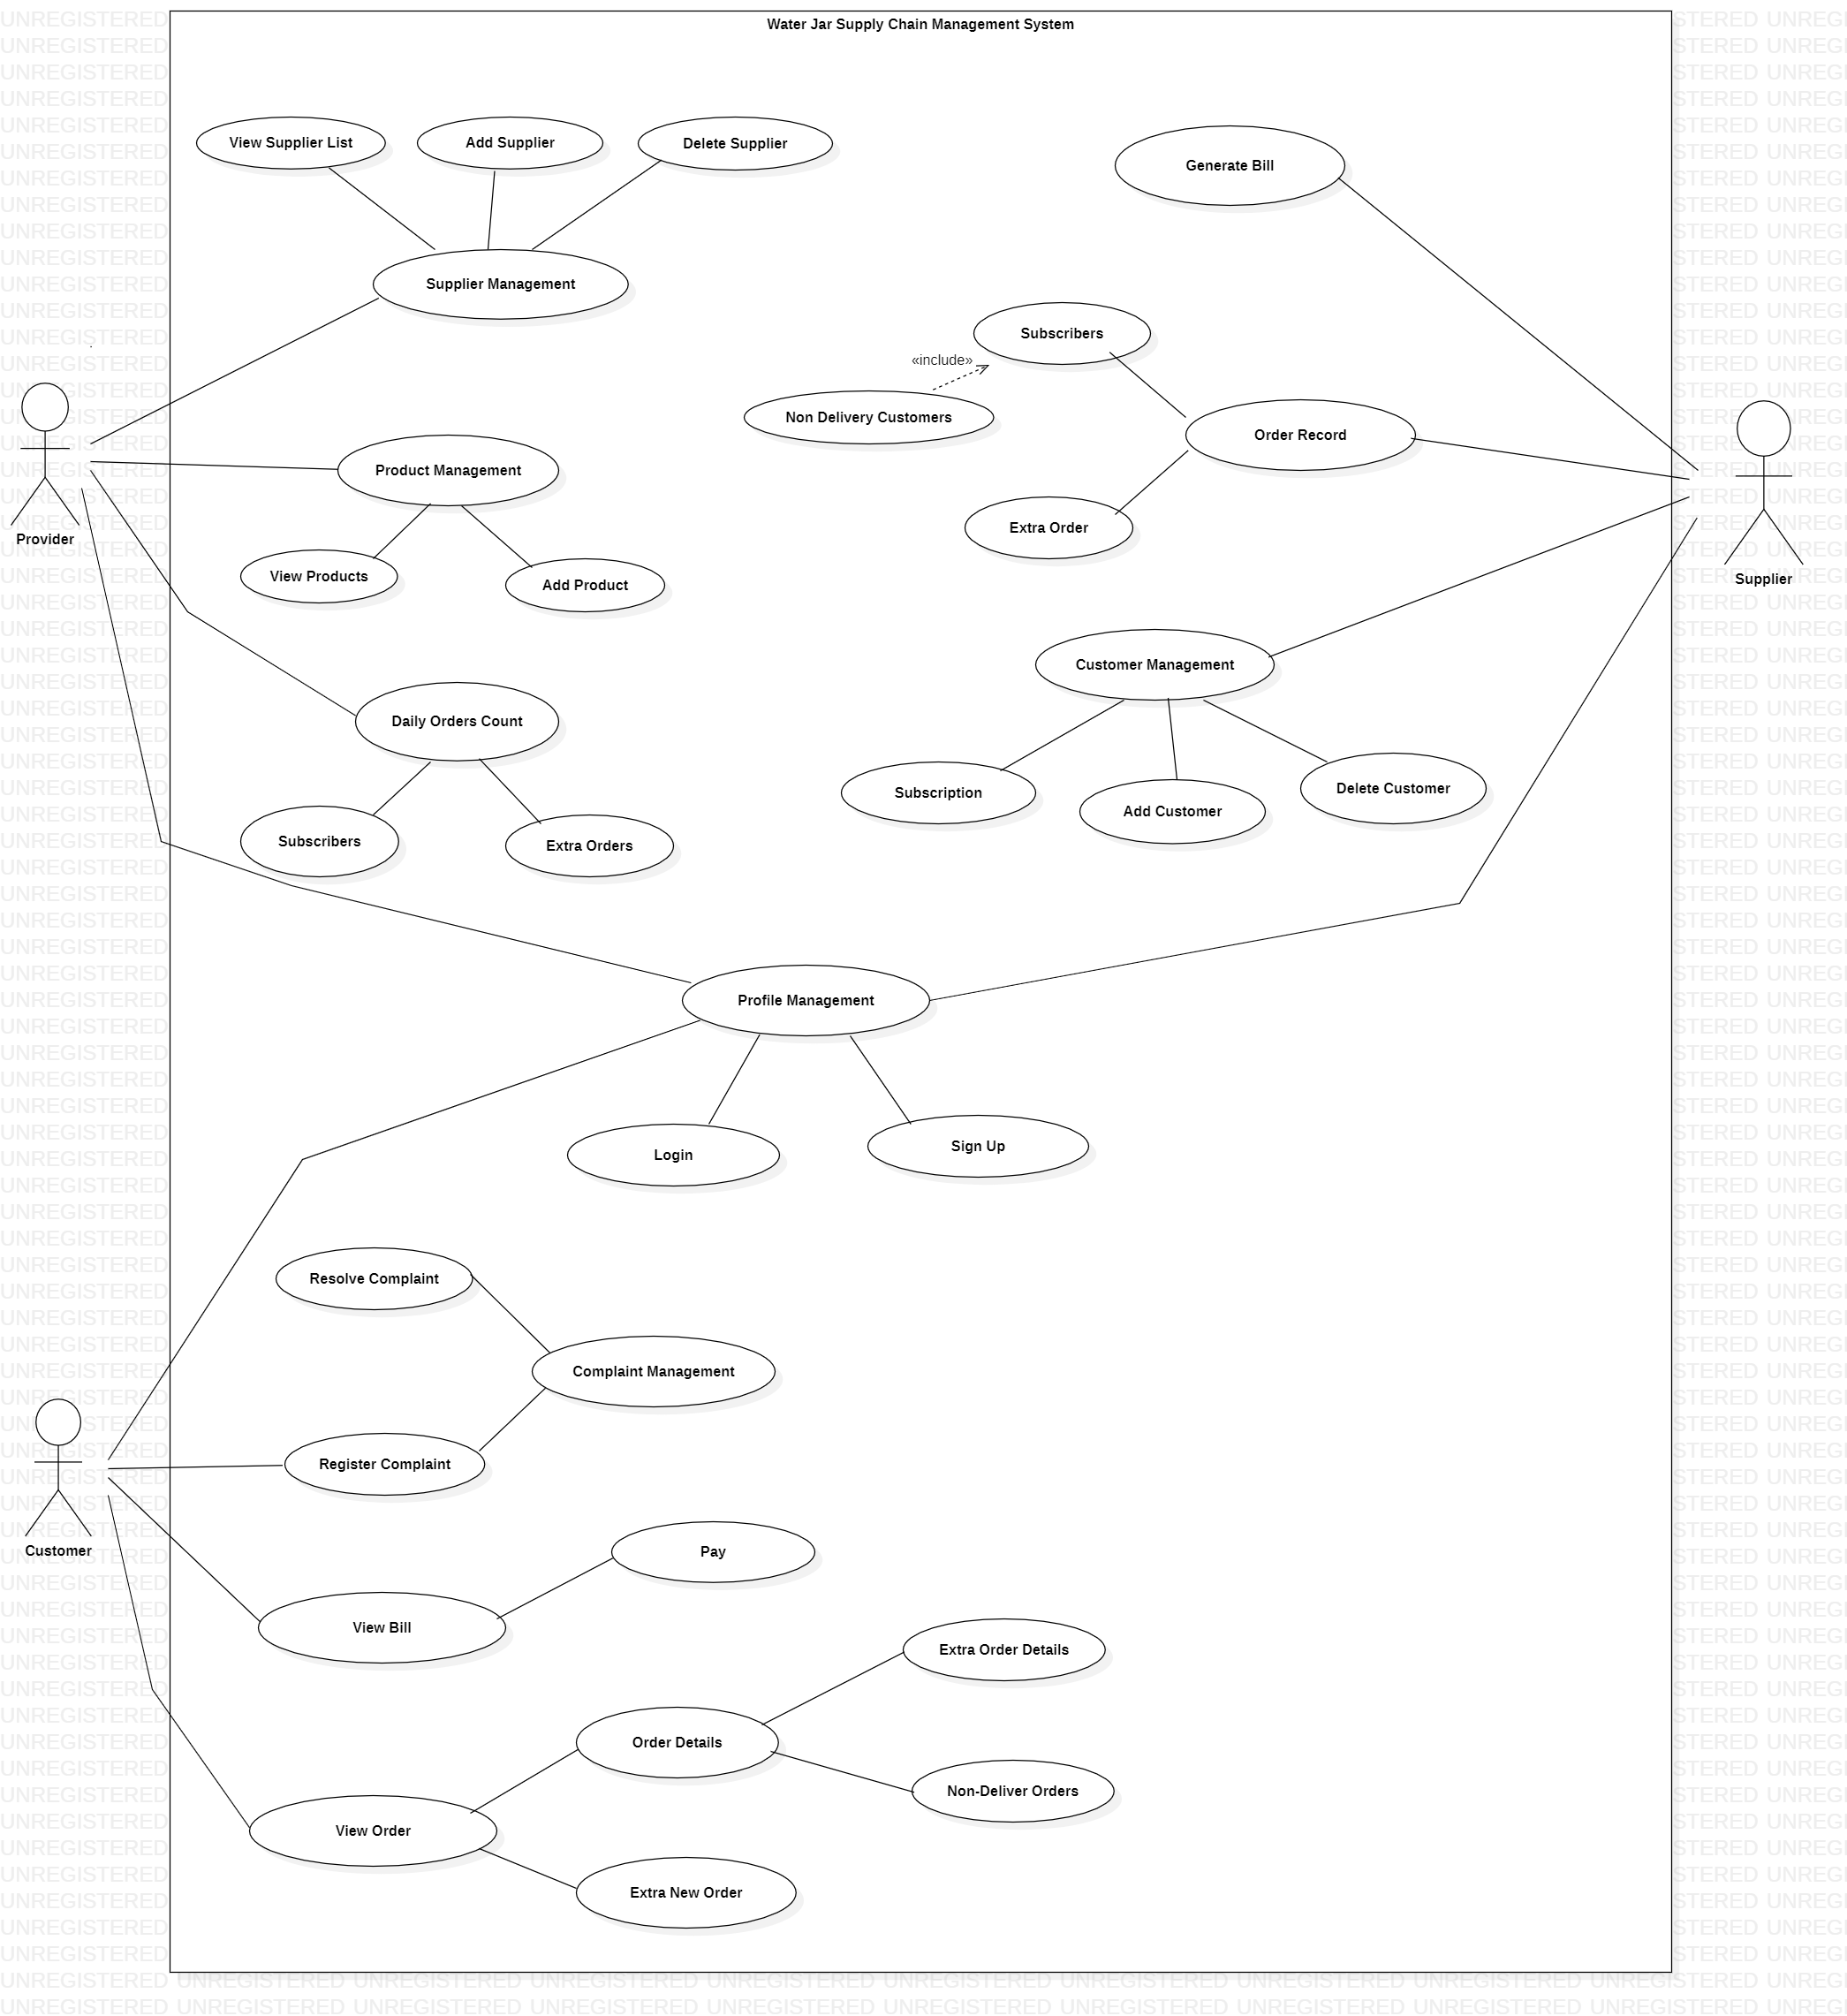 Water Jar Supply Chain Management System
View Supplier List
Add Supplier
Delete Supplier
Generate Bill
Supplier Management
Subscribers
«include»
Non Delivery Customers
Order Record
Product Management
Extra Order
Provider
Supplier
View Products
Add Product
Customer Management
Daily Orders Count
Subscription
Add Customer
Delete Customer
Subscribers
Extra Orders
Profile Management
Login
Sign Up
Resolve Complaint
Complaint Management
Register Complaint
Customer
Pay
View Bill
Extra Order Details
Order Details
Non-Deliver Orders
View Order
Extra New Order
UNREGISTERED UNREGISTERED UNREGISTERED UNREGISTERED UNREGISTERED UNREGISTERED UNREGISTERED UNREGISTERED UNREGISTERED UNREGISTERED UNREGI